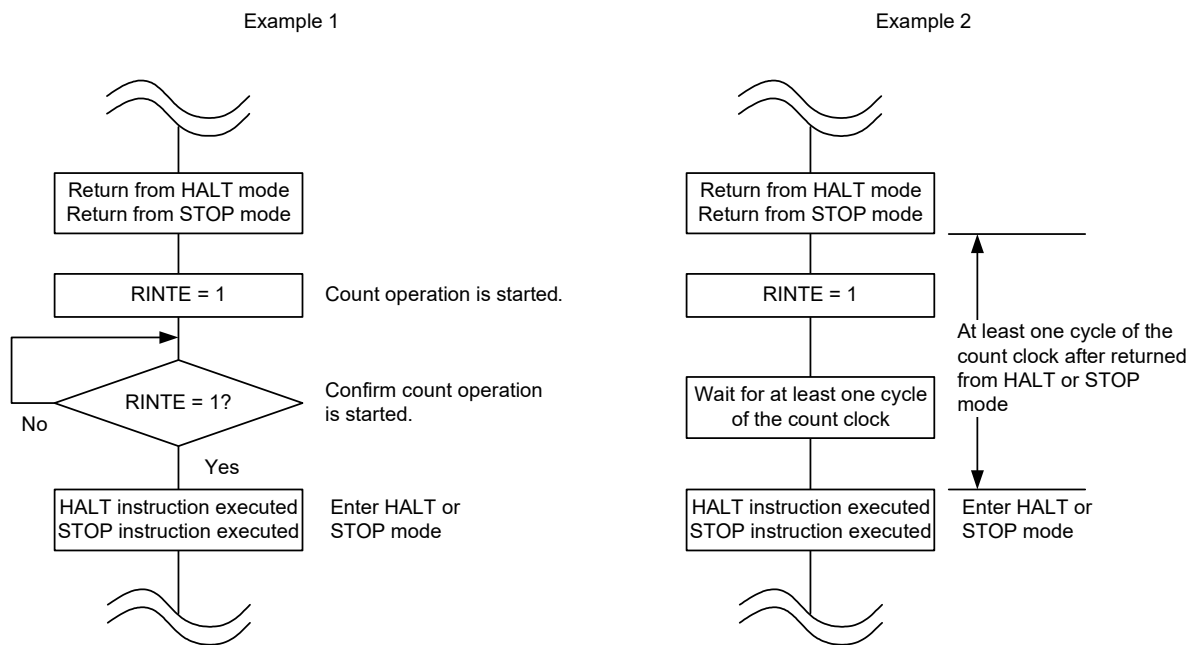 Example 1
Return from HALT mode
Return from STOP mode
RINTE = 1
Count operation is started.
RINTE = 1?
Confirm count operation
is started.
No
Yes
HALT instruction executed
STOP instruction executed
Enter HALT or
STOP mode
Example 2
Return from HALT mode
Return from STOP mode
RINTE = 1
At least one cycle of the
count clock after returned
from HALT or STOP
mode
Wait for at least one cycle
of the count clock
HALT instruction executed
STOP instruction executed
Enter HALT or
STOP mode